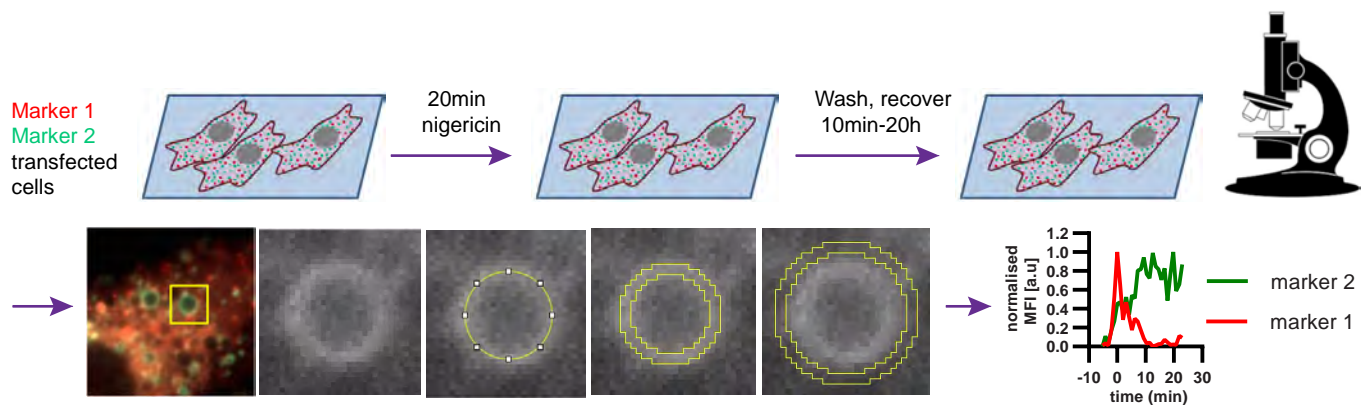 Marker 1
Marker 2
transfected
cells
20min
nigericin
Wash, recover
10min-20h
normalised
MFI [a.u]
1.2
1.0
0.8
0.6
0.4
0.2
0.0
-10 0 10 20 30
time (min)
marker 2
marker 1